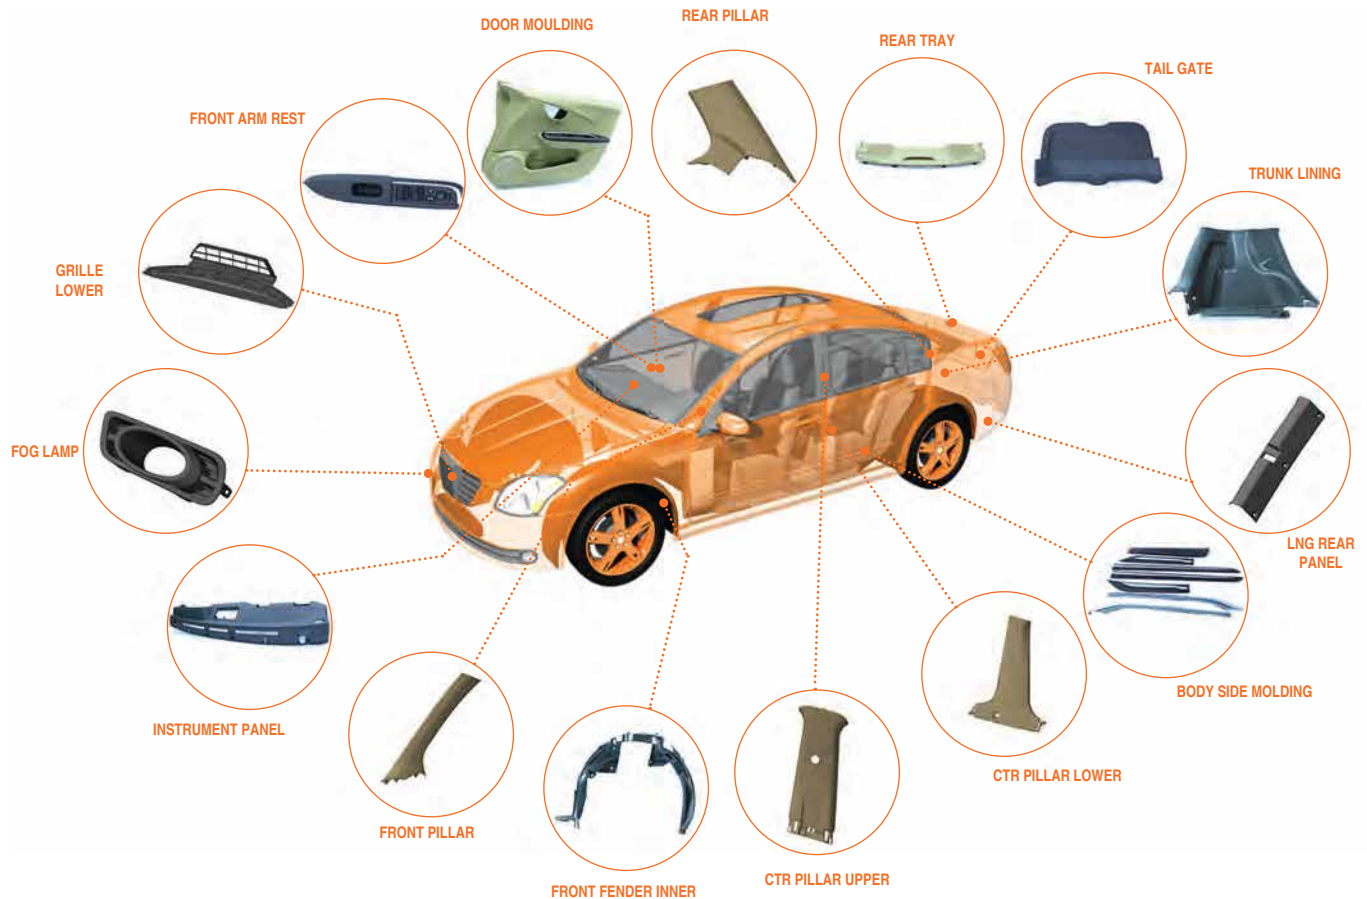 REAR PILLAR
DOOR MOULDING
REAR TRAY
TAIL GATE
FRONT ARM REST
TRUNK LINING
GRILLE
LOWER
FOG LAMP
LNG REAR
PANEL
BODY SIDE MOLDING
INSTRUMENT PANEL
CTR PILLAR LOWER
FRONT PILLAR
CTR PILLAR UPPER
FRONT FENDER INNER